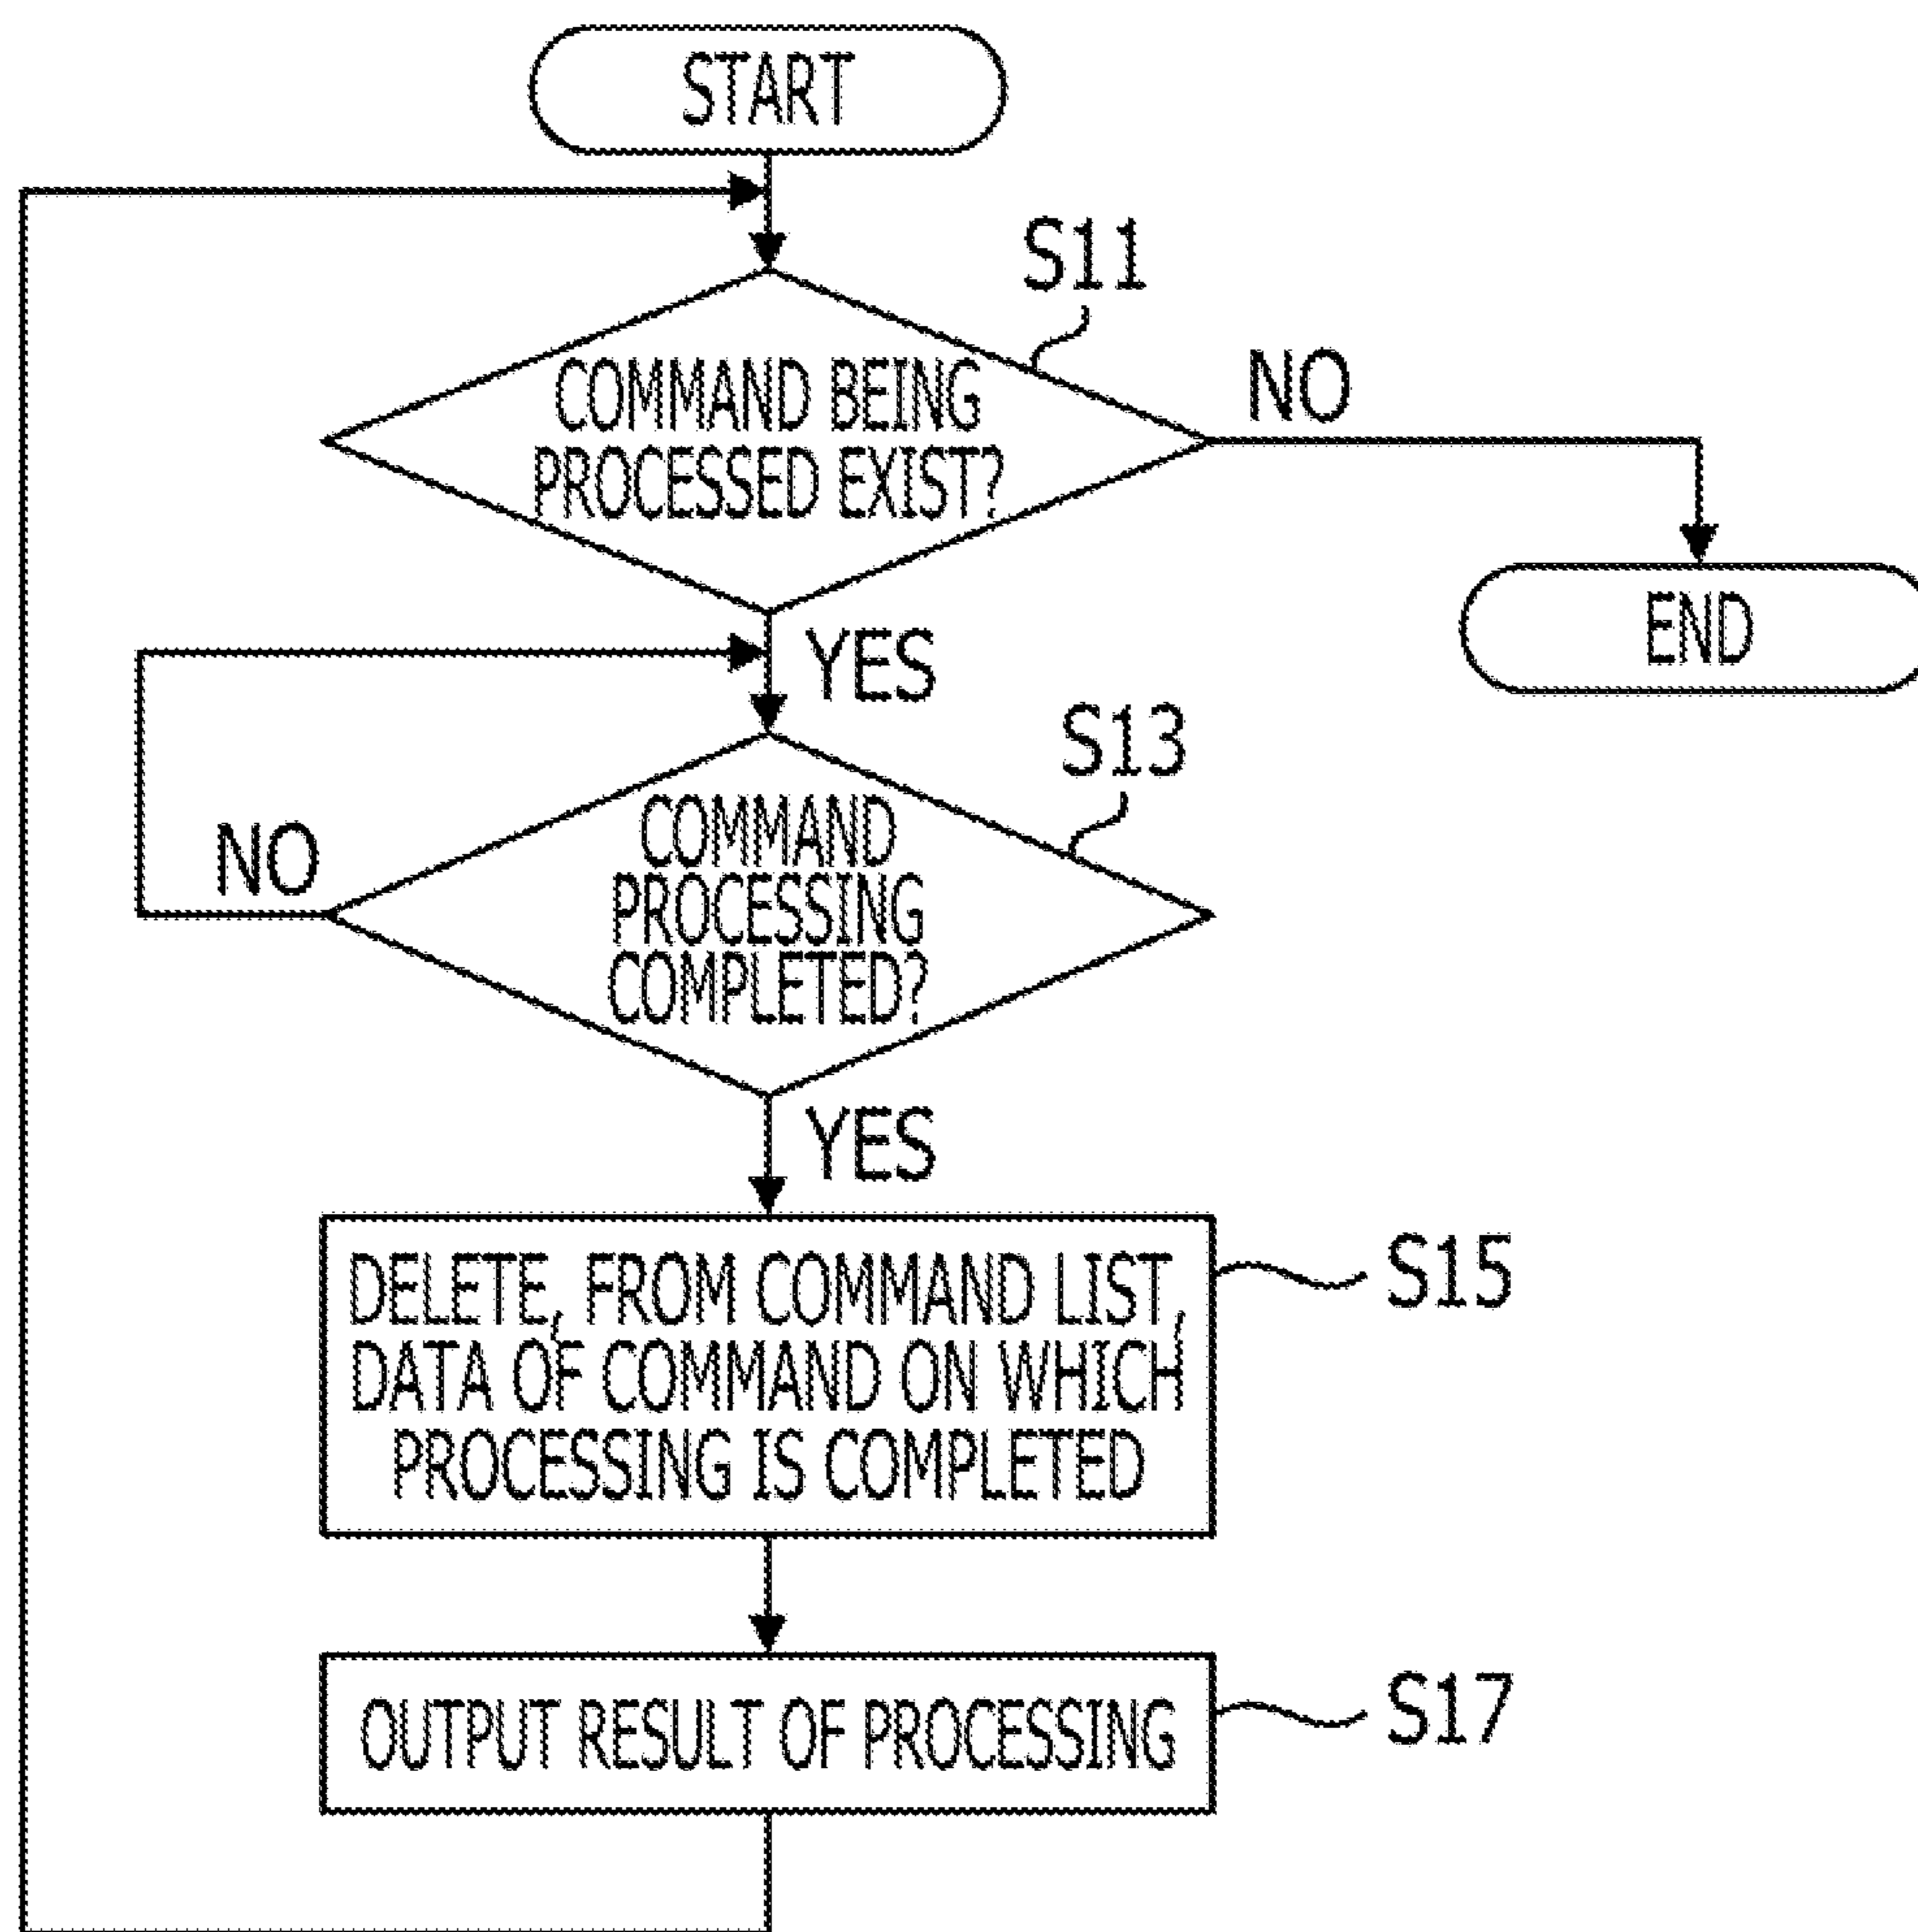 START
S11
COMMAND BEING
PROCESSED EXIST?
NO
END
YES
S13
COMMAND
PROCESSING
COMPLETED?
NO
YES
DELETE, FROM COMMAND LIST,
DATA OF COMMAND ON WHICH
PROCESSING IS COMPLETED
S15
OUTPUT RESULT OF PROCESSING
S17